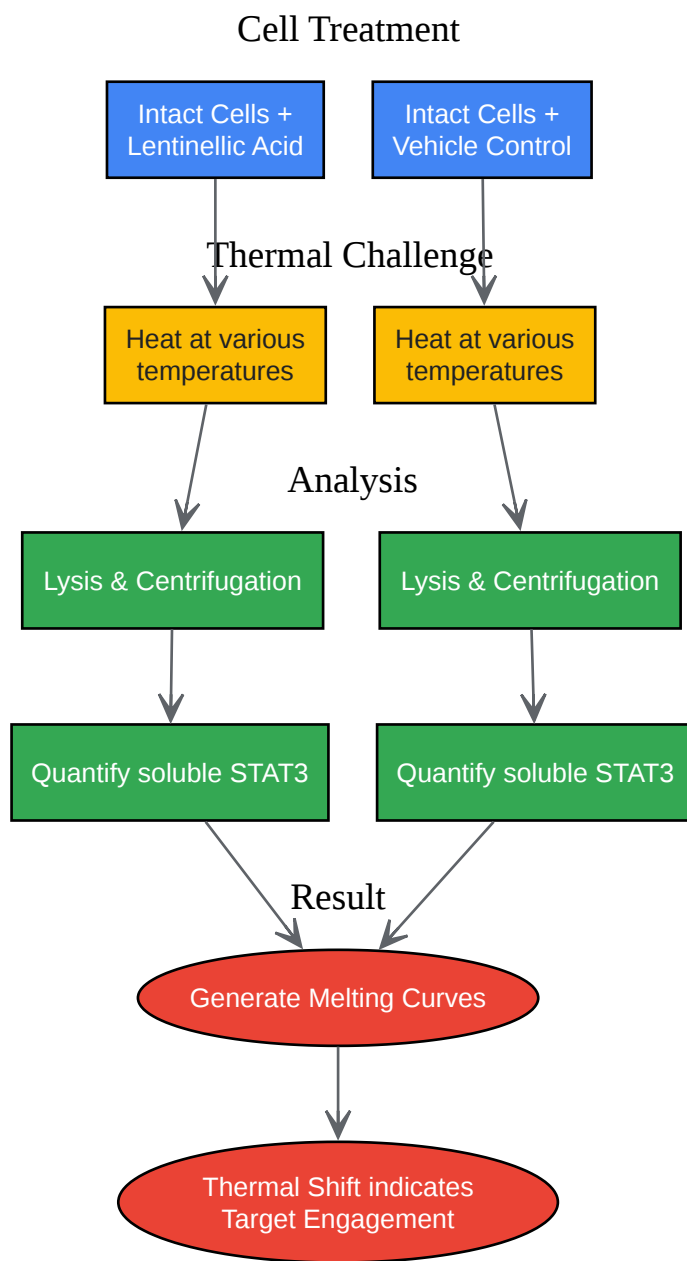 Cell Treatment
Intact Cells +
Lentinellic Acid
Intact Cells +
Vehicle Control
Thermal Challenge
Heat at various
temperatures
Heat at various
temperatures
Analysis
Lysis & Centrifugation
Lysis & Centrifugation
Quantify soluble STAT3
Quantify soluble STAT3
Result
Generate Melting Curves
Thermal Shift indicates
Target Engagement